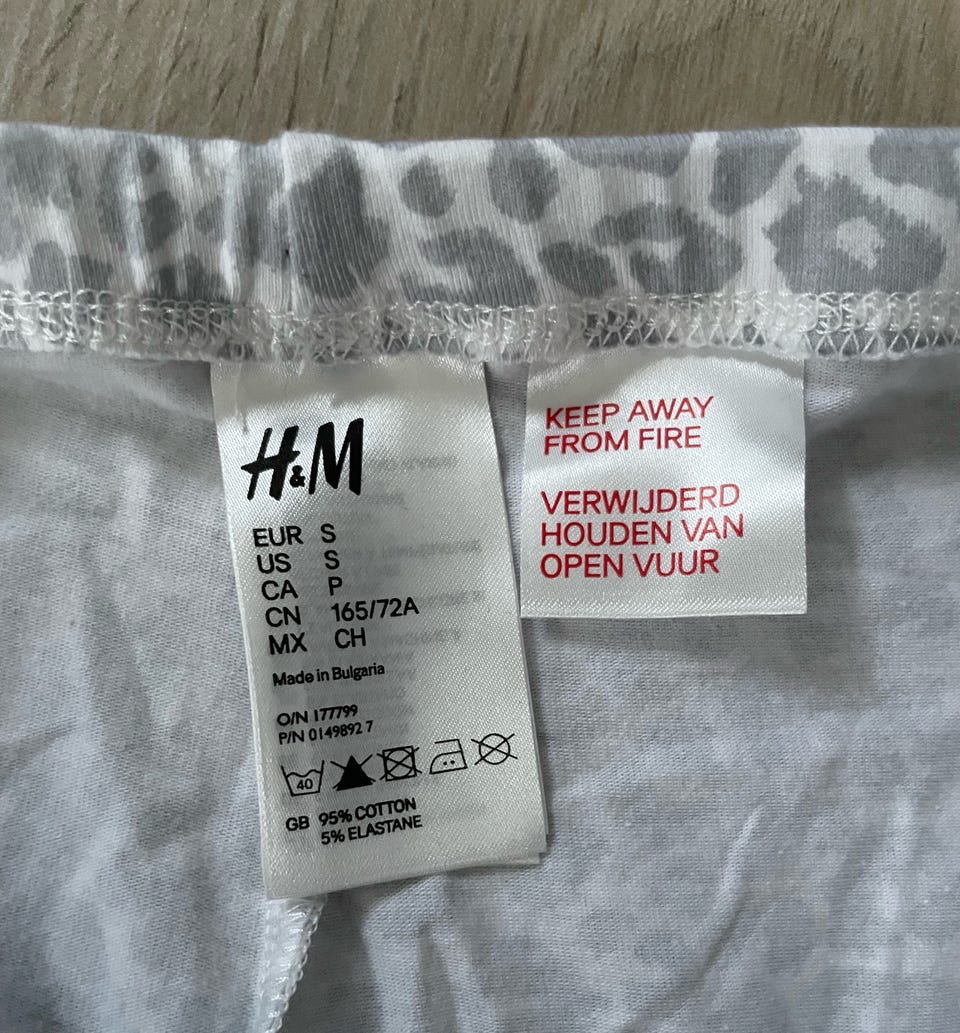 H&M
EUR S
US S
CA P
CN 165/72A
MX CH
Made in Bulgaria
O/N 177799
P/N 0149892 7
40
GB 95% COTTON
5% ELASTANE
KEEP AWAY
FROM FIRE
VERWIJDERD
HOUDEN VAN
OPEN VUUR